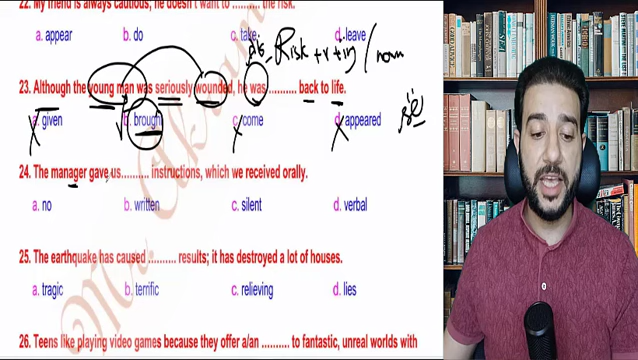 22. My friend is always cautious, he doesn't want to .......... the risk.
a. appear b. do c. take d. leave
Risk + v + ing / noun
23. Although the young man was seriously wounded, he was .......... back to life.
a. given b. brough c. come d. appeared
24. The manager gave us.......... instructions, which we received orally.
a. no b. written c. silent d. verbal
25. The earthquake has caused .......... results; it has destroyed a lot of houses.
a. tragic b. terrific c. relieving d. lies
26. Teens like playing video games because they offer a/an .......... to fantastic, unreal worlds with